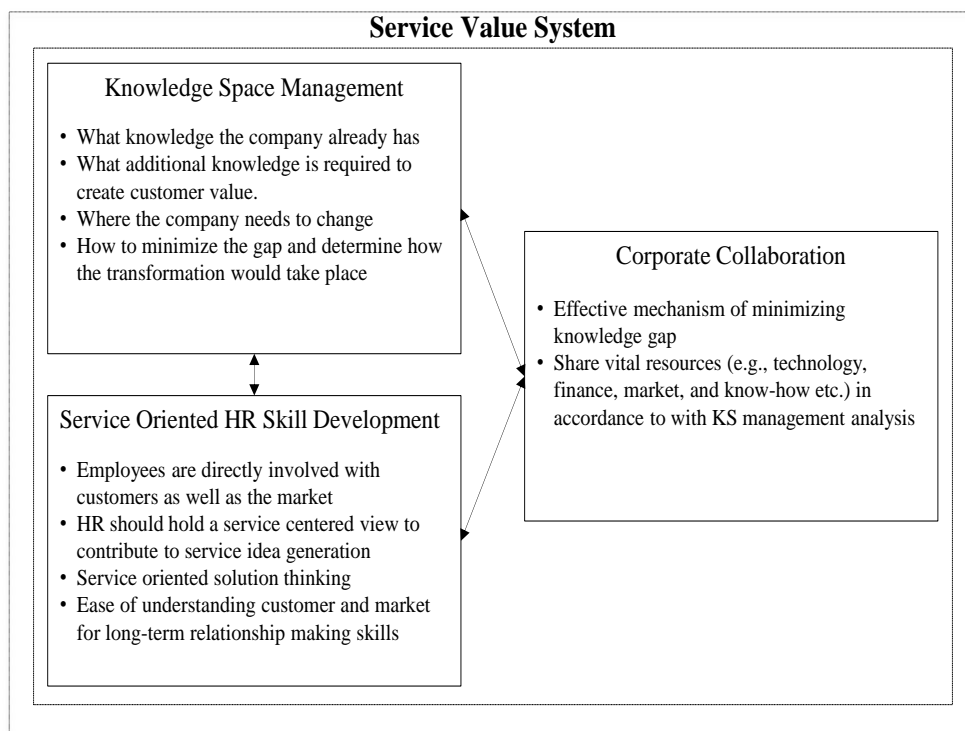 Service Value System
Knowledge Space Management
• What knowledge the company already has
• What additional knowledge is required to
create customer value.
• Where the company needs to change
• How to minimize the gap and determine how
the transformation would take place
Service Oriented HR Skill Development
• Employees are directly involved with
customers as well as the market
• HR should hold a service centered view to
contribute to service idea generation
• Service oriented solution thinking
• Ease of understanding customer and market
for long-term relationship making skills
Corporate Collaboration
• Effective mechanism of minimizing
knowledge gap
• Share vital resources (e.g., technology,
finance, market, and know-how etc.) in
accordance to with KS management analysis